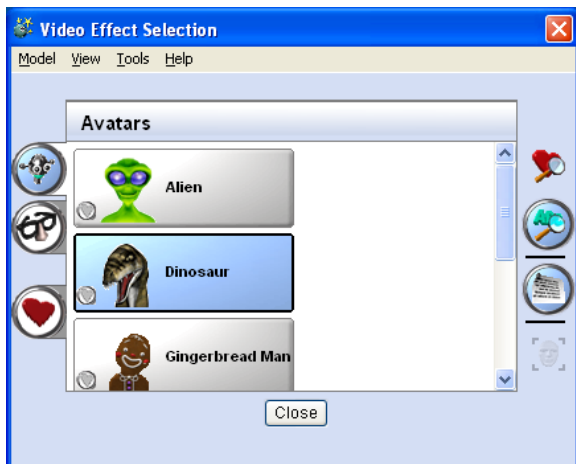 Video Effect Selection
Model View Tools Help
Avatars
Alien
Dinosaur
Gingerbread Man
Close